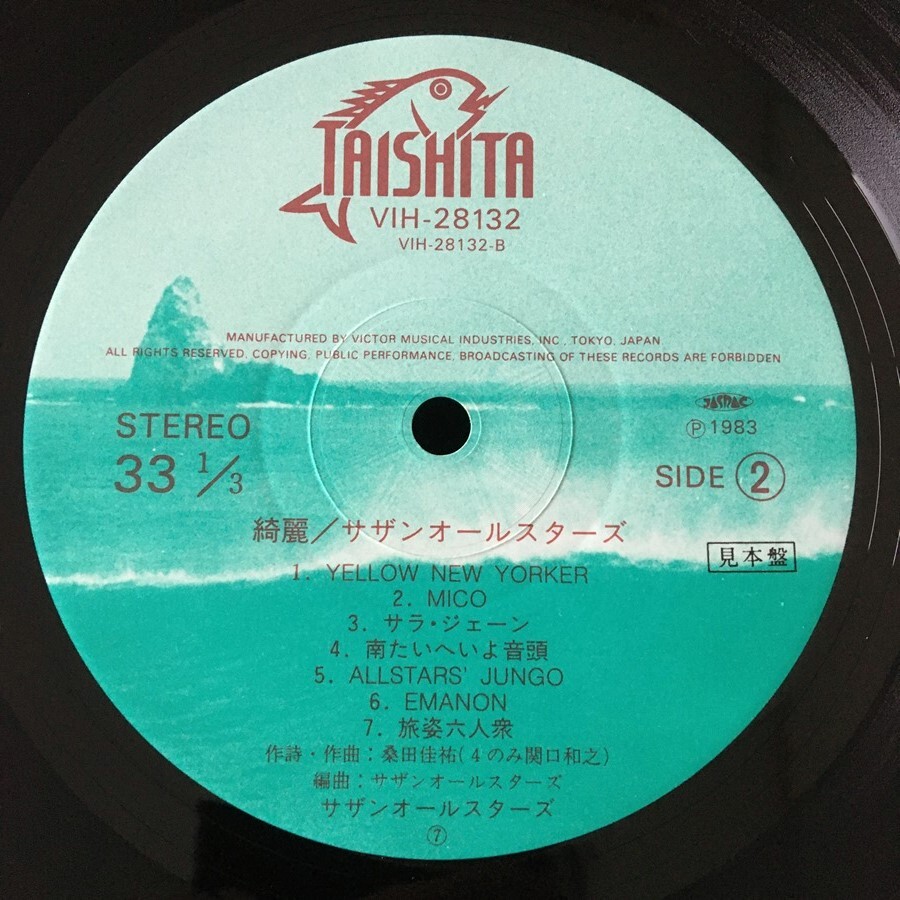 TAISHITA
VIH-28132
VIH-28132-B
MANUFACTURED BY VICTOR MUSICAL INDUSTRIES, INC., TOKYO, JAPAN
ALL RIGHTS RESERVED. COPYING, PUBLIC PERFORMANCE, BROADCASTING OF THESE RECORDS ARE FORBIDDEN
JASRAC
STEREO
Ⓟ 1983
33 1/3
SIDE ②
綺麗／サザンオールスターズ
見本盤
1. YELLOW NEW YORKER
2. MICO
3. サラ・ジェーン
4. 南たいへいよ音頭
5. ALLSTARS' JUNGO
6. EMANON
7. 旅姿六人衆
作詩・作曲：桑田佳祐(4のみ関口和之)
編曲：サザンオールスターズ
サザンオールスターズ
⑦